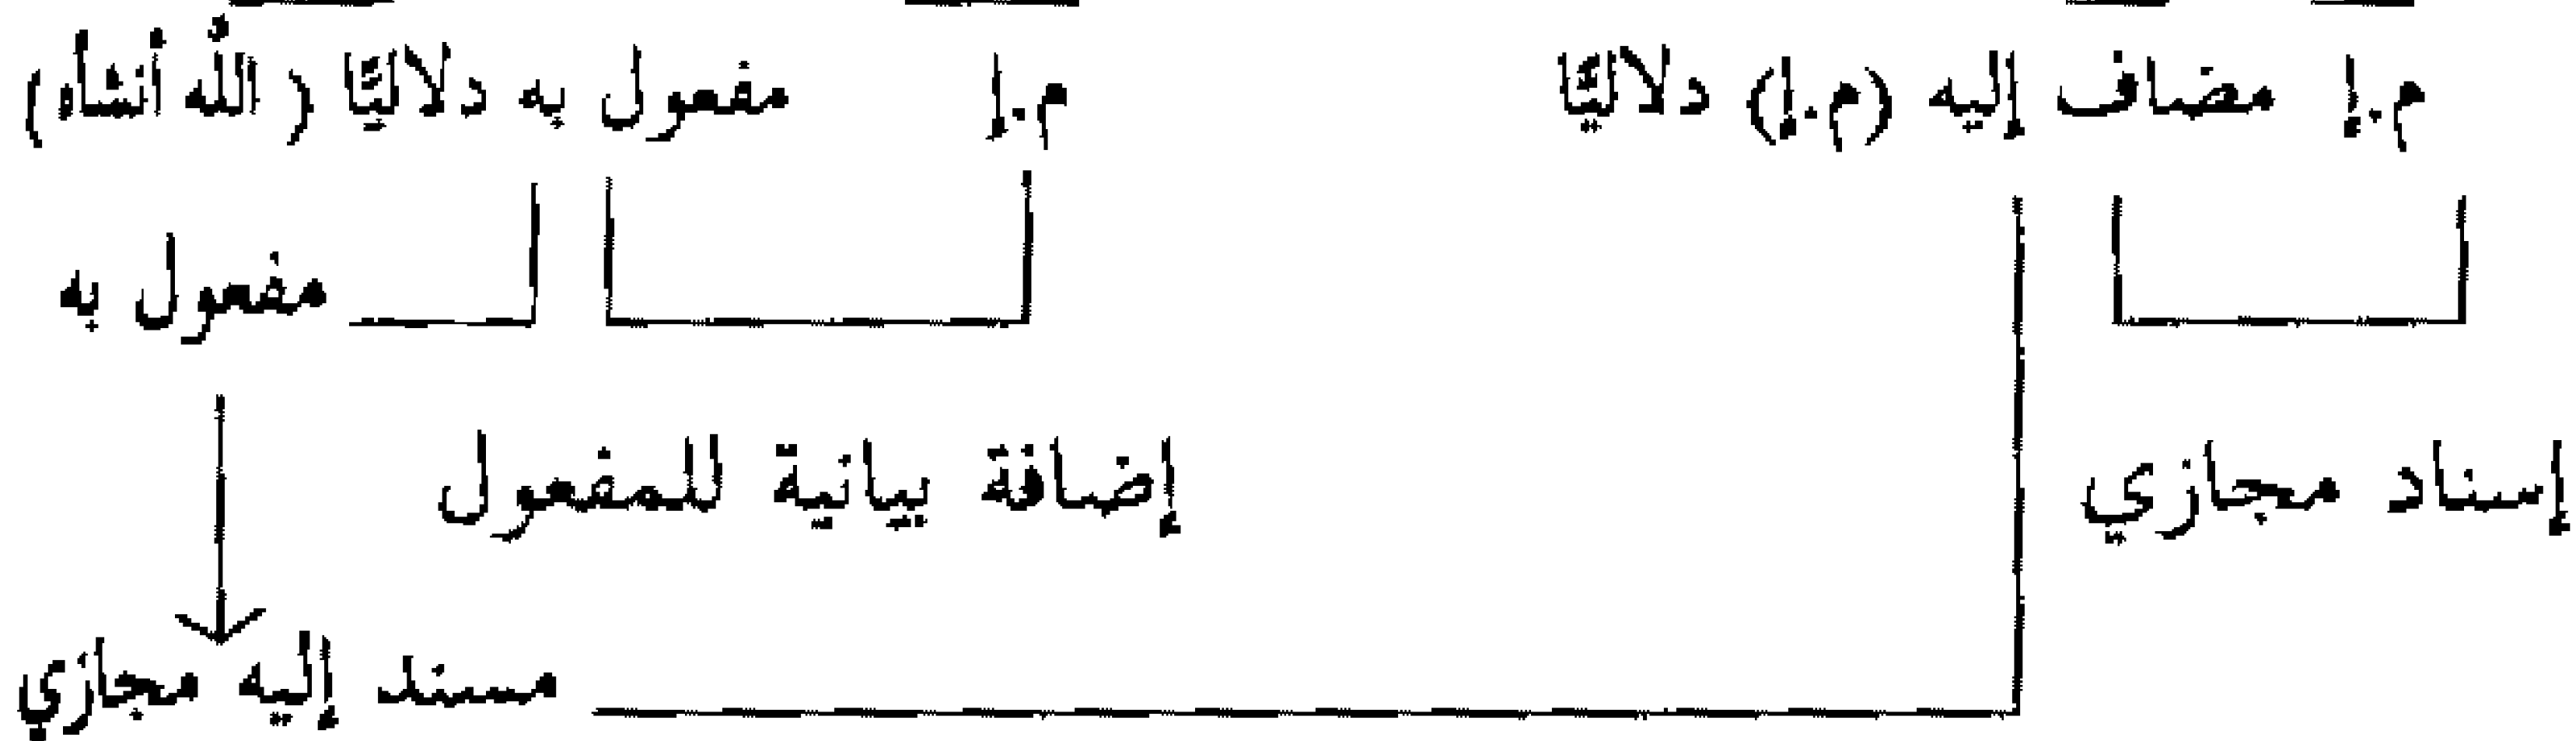 م.إ مضاف إليه (م.إ) دلاليًّا م.إ مفعول به دلاليًّا (الله أنشأه)
مفعول به
إسناد مجازي إضافة بيانية للمفعول
مسند إليه مجازي